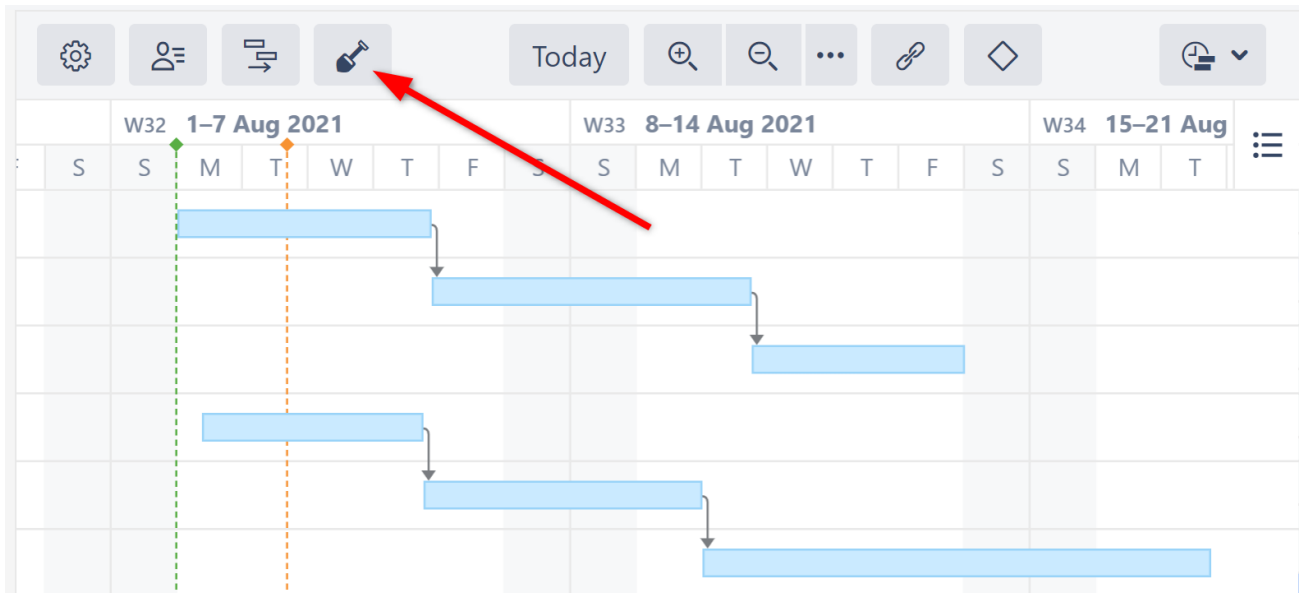 Today
W32 1–7 Aug 2021 W33 8–14 Aug 2021 W34 15–21 Aug
S S M T W T F S S M T W T F S S M T